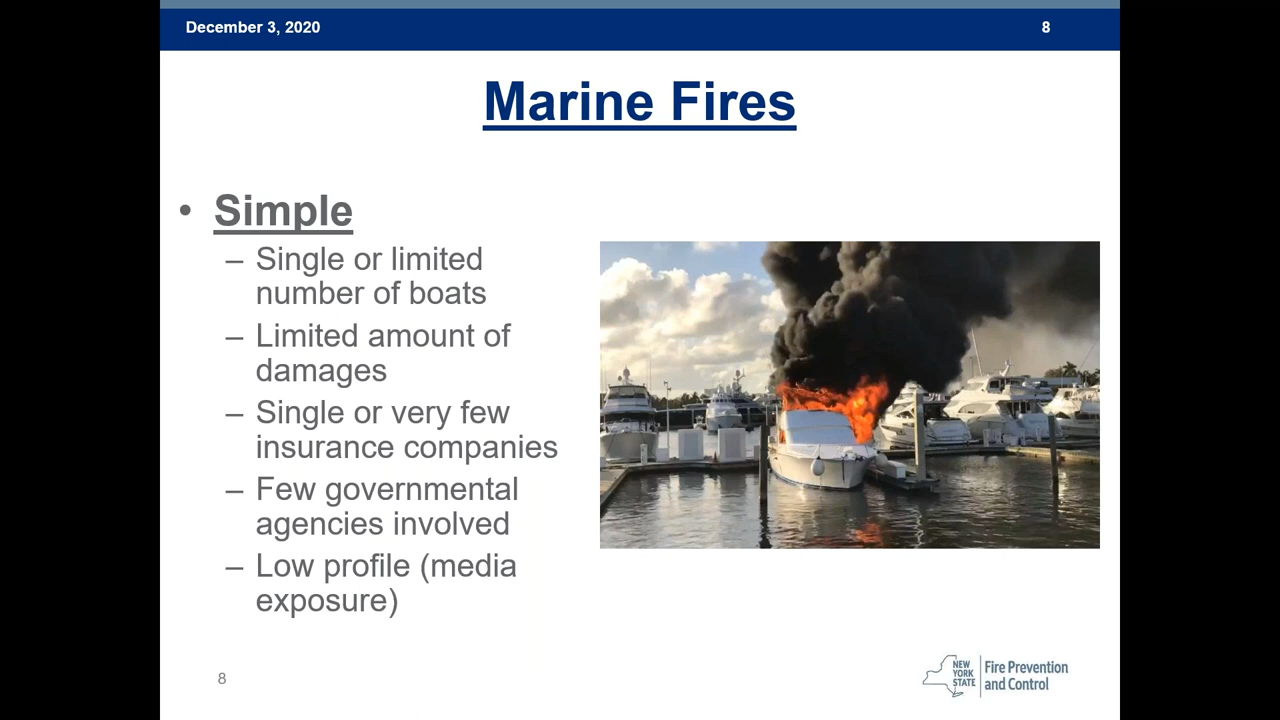 December 3, 2020
8
Marine Fires
• Simple
– Single or limited
number of boats
– Limited amount of
damages
– Single or very few
insurance companies
– Few governmental
agencies involved
– Low profile (media
exposure)
8
NEW
YORK
STATE
Fire Prevention
and Control